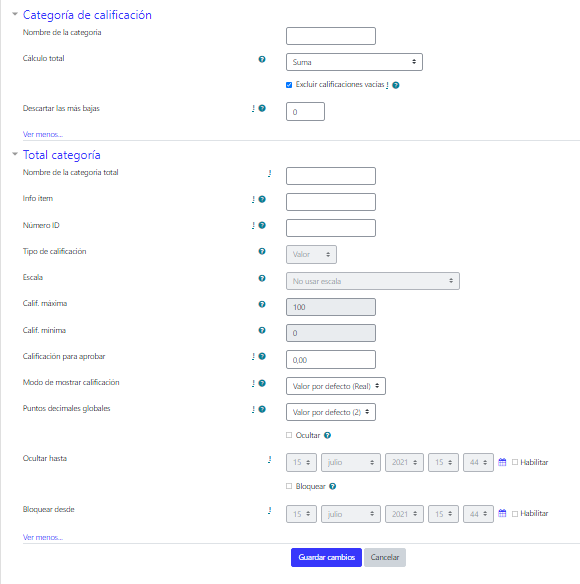 Categoría de calificación
Nombre de la categoría
Cálculo total ? Suma
Excluir calificaciones vacías ! ?
Descartar las más bajas ! ? 0
Ver menos...
Total categoría
Nombre de la categoría total !
Info ítem ! ?
Número ID ! ?
Tipo de calificación ? Valor
Escala ? No usar escala
Calif. máxima ? 100
Calif. mínima ? 0
Calificación para aprobar ! ? 0,00
Modo de mostrar calificación ! ? Valor por defecto (Real)
Puntos decimales globales ! ? Valor por defecto (2)
Ocultar ?
Ocultar hasta ! 15 julio 2021 15 44 Habilitar
Bloquear ?
Bloquear desde ! 15 julio 2021 15 44 Habilitar
Ver menos...
Guardar cambios Cancelar